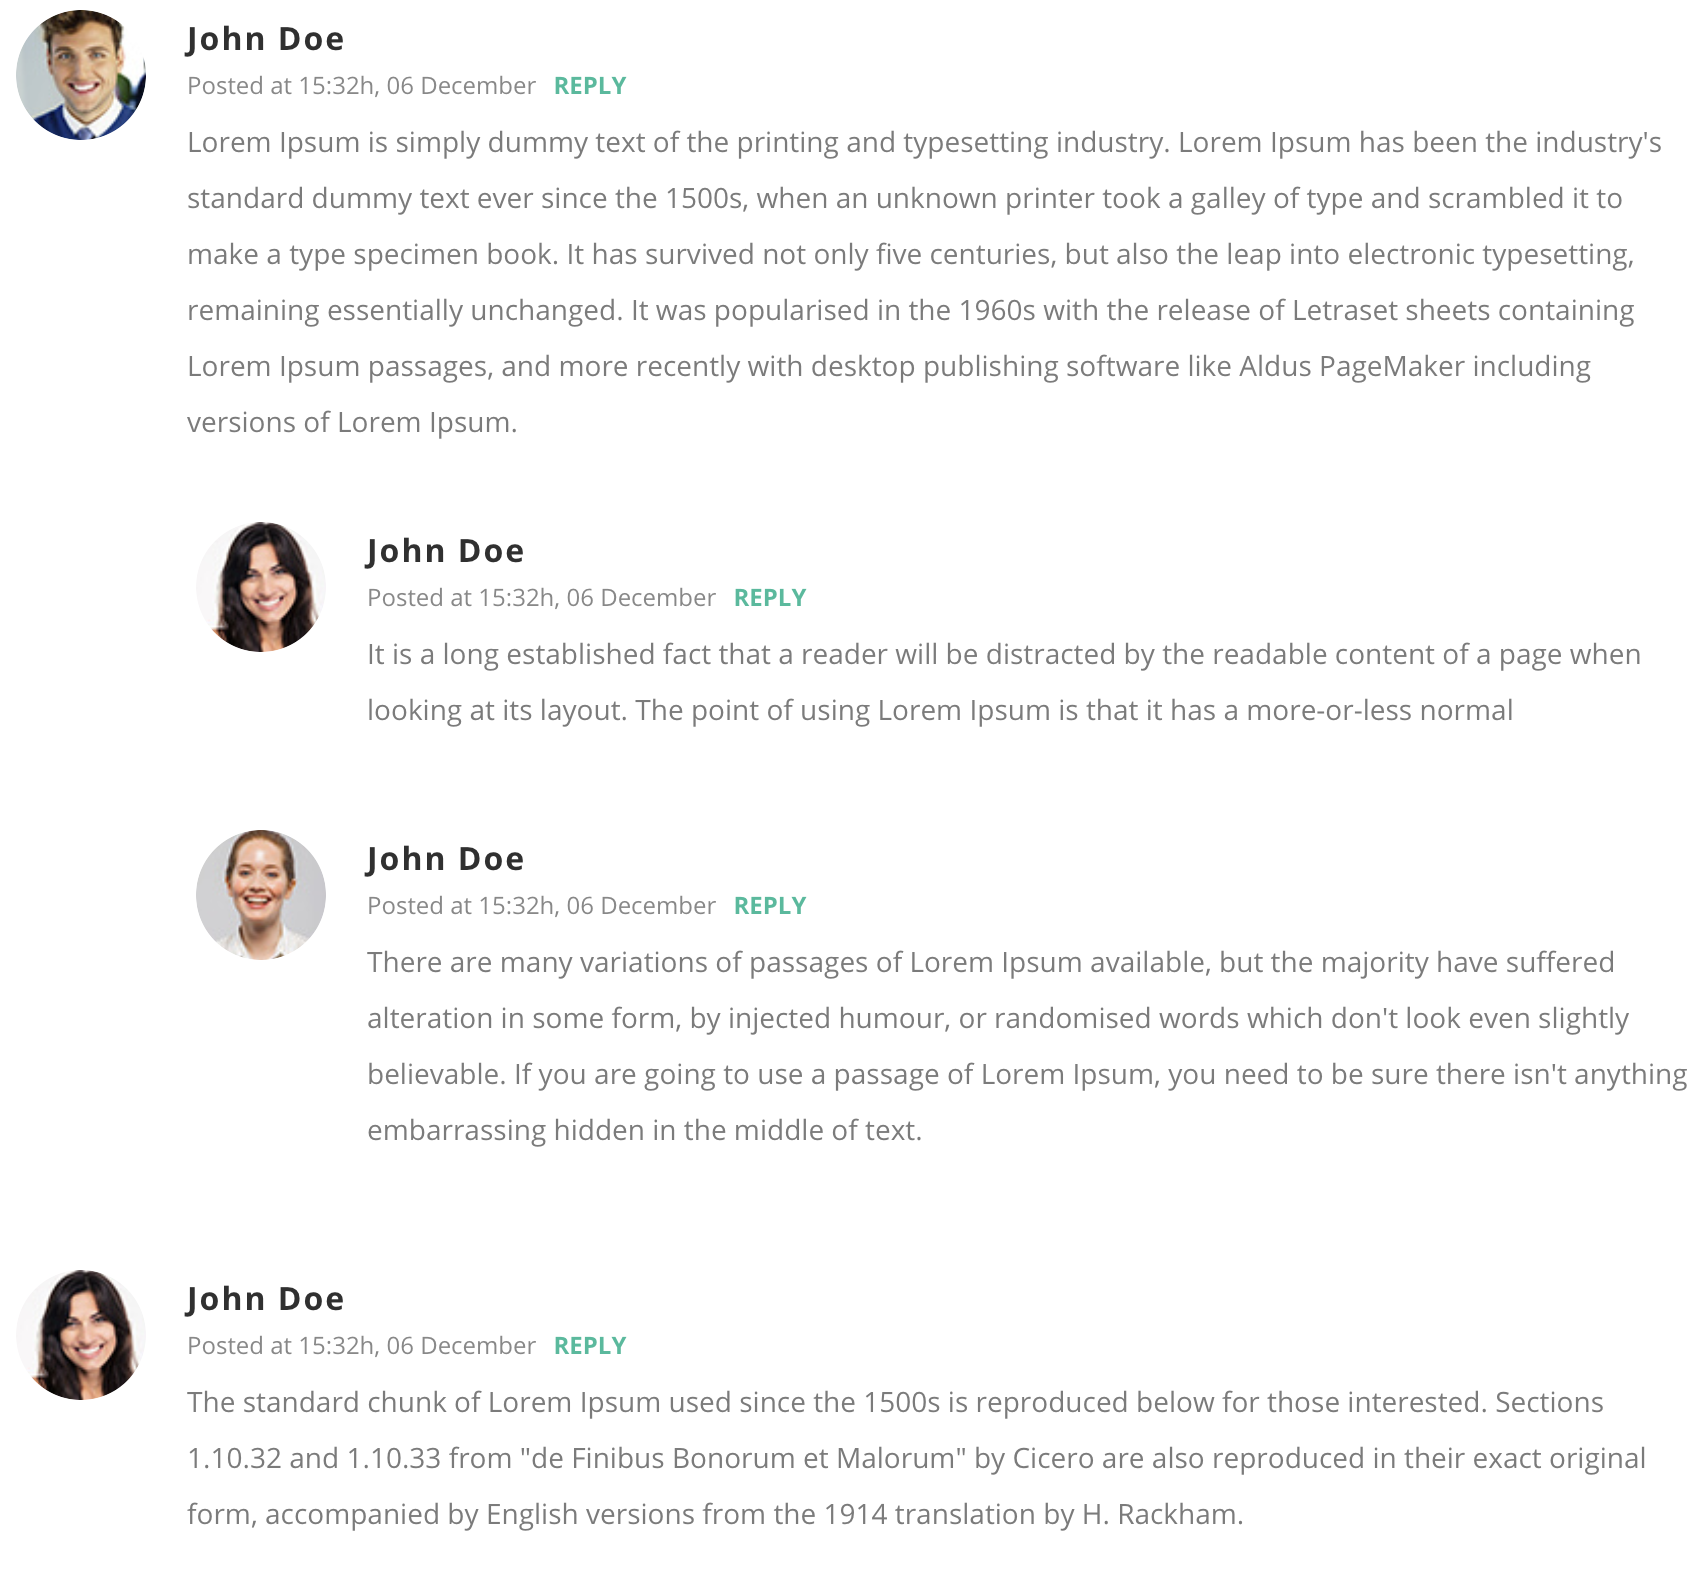 John Doe
Posted at 15:32h, 06 December REPLY
Lorem Ipsum is simply dummy text of the printing and typesetting industry. Lorem Ipsum has been the industry's
standard dummy text ever since the 1500s, when an unknown printer took a galley of type and scrambled it to
make a type specimen book. It has survived not only five centuries, but also the leap into electronic typesetting,
remaining essentially unchanged. It was popularised in the 1960s with the release of Letraset sheets containing
Lorem Ipsum passages, and more recently with desktop publishing software like Aldus PageMaker including
versions of Lorem Ipsum.
John Doe
Posted at 15:32h, 06 December REPLY
It is a long established fact that a reader will be distracted by the readable content of a page when
looking at its layout. The point of using Lorem Ipsum is that it has a more-or-less normal
John Doe
Posted at 15:32h, 06 December REPLY
There are many variations of passages of Lorem Ipsum available, but the majority have suffered
alteration in some form, by injected humour, or randomised words which don't look even slightly
believable. If you are going to use a passage of Lorem Ipsum, you need to be sure there isn't anything
embarrassing hidden in the middle of text.
John Doe
Posted at 15:32h, 06 December REPLY
The standard chunk of Lorem Ipsum used since the 1500s is reproduced below for those interested. Sections
1.10.32 and 1.10.33 from "de Finibus Bonorum et Malorum" by Cicero are also reproduced in their exact original
form, accompanied by English versions from the 1914 translation by H. Rackham.